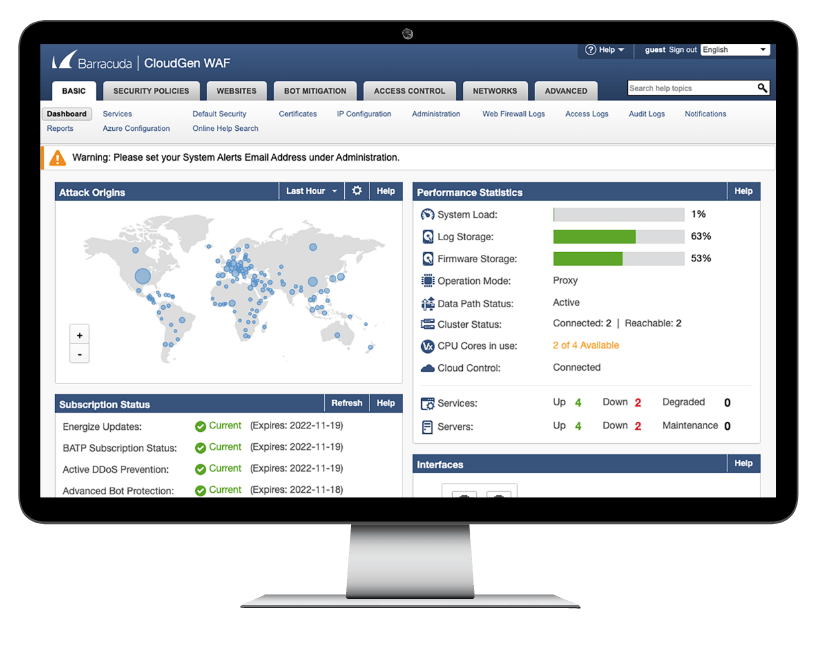 Help
guest Sign out English
Barracuda | CloudGen WAF
BASIC SECURITY POLICIES WEBSITES BOT MITIGATION ACCESS CONTROL NETWORKS ADVANCED
Search help topics
Dashboard Services Default Security Certificates IP Configuration Administration Web Firewall Logs Access Logs Audit Logs Notifications
Reports Azure Configuration Online Help Search
Warning: Please set your System Alerts Email Address under Administration.
Attack Origins Last Hour Help
+
-
Subscription Status Refresh Help
Energize Updates: Current (Expires: 2022-11-19)
BATP Subscription Status: Current (Expires: 2022-11-19)
Active DDoS Prevention: Current (Expires: 2022-11-19)
Advanced Bot Protection: Current (Expires: 2022-11-18)
Performance Statistics Help
System Load: 1%
Log Storage: 63%
Firmware Storage: 53%
Operation Mode: Proxy
Data Path Status: Active
Cluster Status: Connected: 2 | Reachable: 2
Vx CPU Cores in use: 2 of 4 Available
Cloud Control: Connected
Services: Up 4 Down 2 Degraded 0
Servers: Up 4 Down 2 Maintenance 0
Interfaces Help